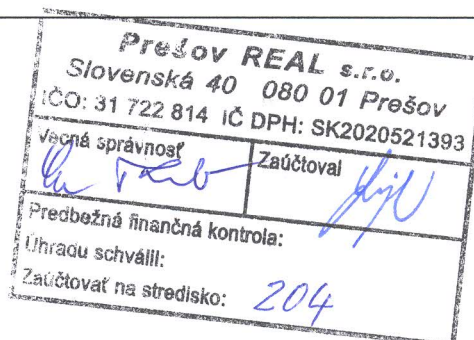 Prešov REAL s.r.o.
Slovenská 40 080 01 Prešov
IČO: 31 722 814 IČ DPH: SK2020521393
Vecná správnosť
Zaúčtoval
Predbežná finančná kontrola:
Úhradu schválil:
Zaúčtovať na stredisko: 204